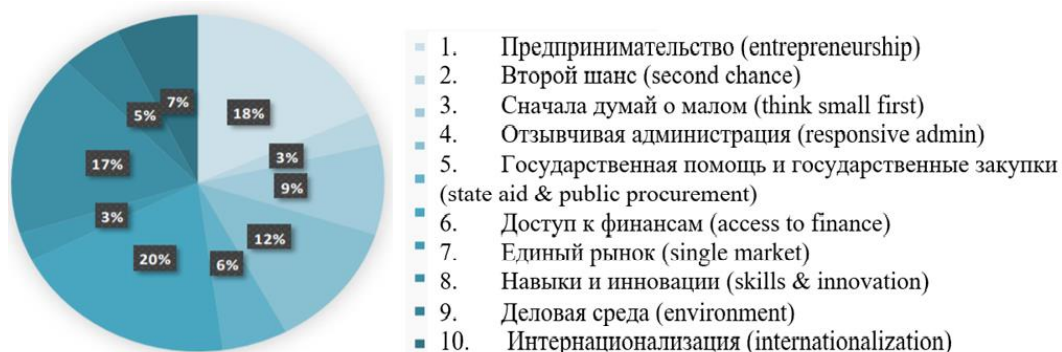 18%
3%
9%
12%
6%
20%
3%
17%
5%
7%
1. Предпринимательство (entrepreneurship)
2. Второй шанс (second chance)
3. Сначала думай о малом (think small first)
4. Отзывчивая администрация (responsive admin)
5. Государственная помощь и государственные закупки
(state aid & public procurement)
6. Доступ к финансам (access to finance)
7. Единый рынок (single market)
8. Навыки и инновации (skills & innovation)
9. Деловая среда (environment)
10. Интернационализация (internationalization)